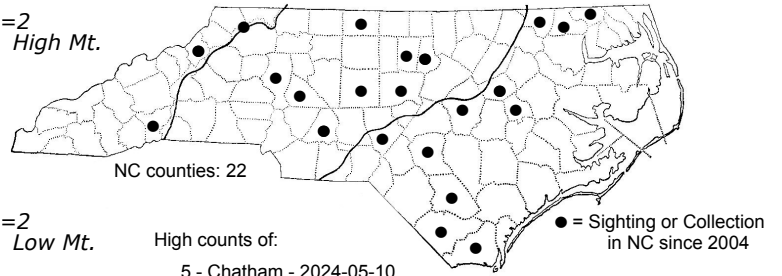 =2
High Mt.
NC counties: 22
=2
Low Mt.
High counts of:
5 - Chatham - 2024-05-10
● = Sighting or Collection
in NC since 2004